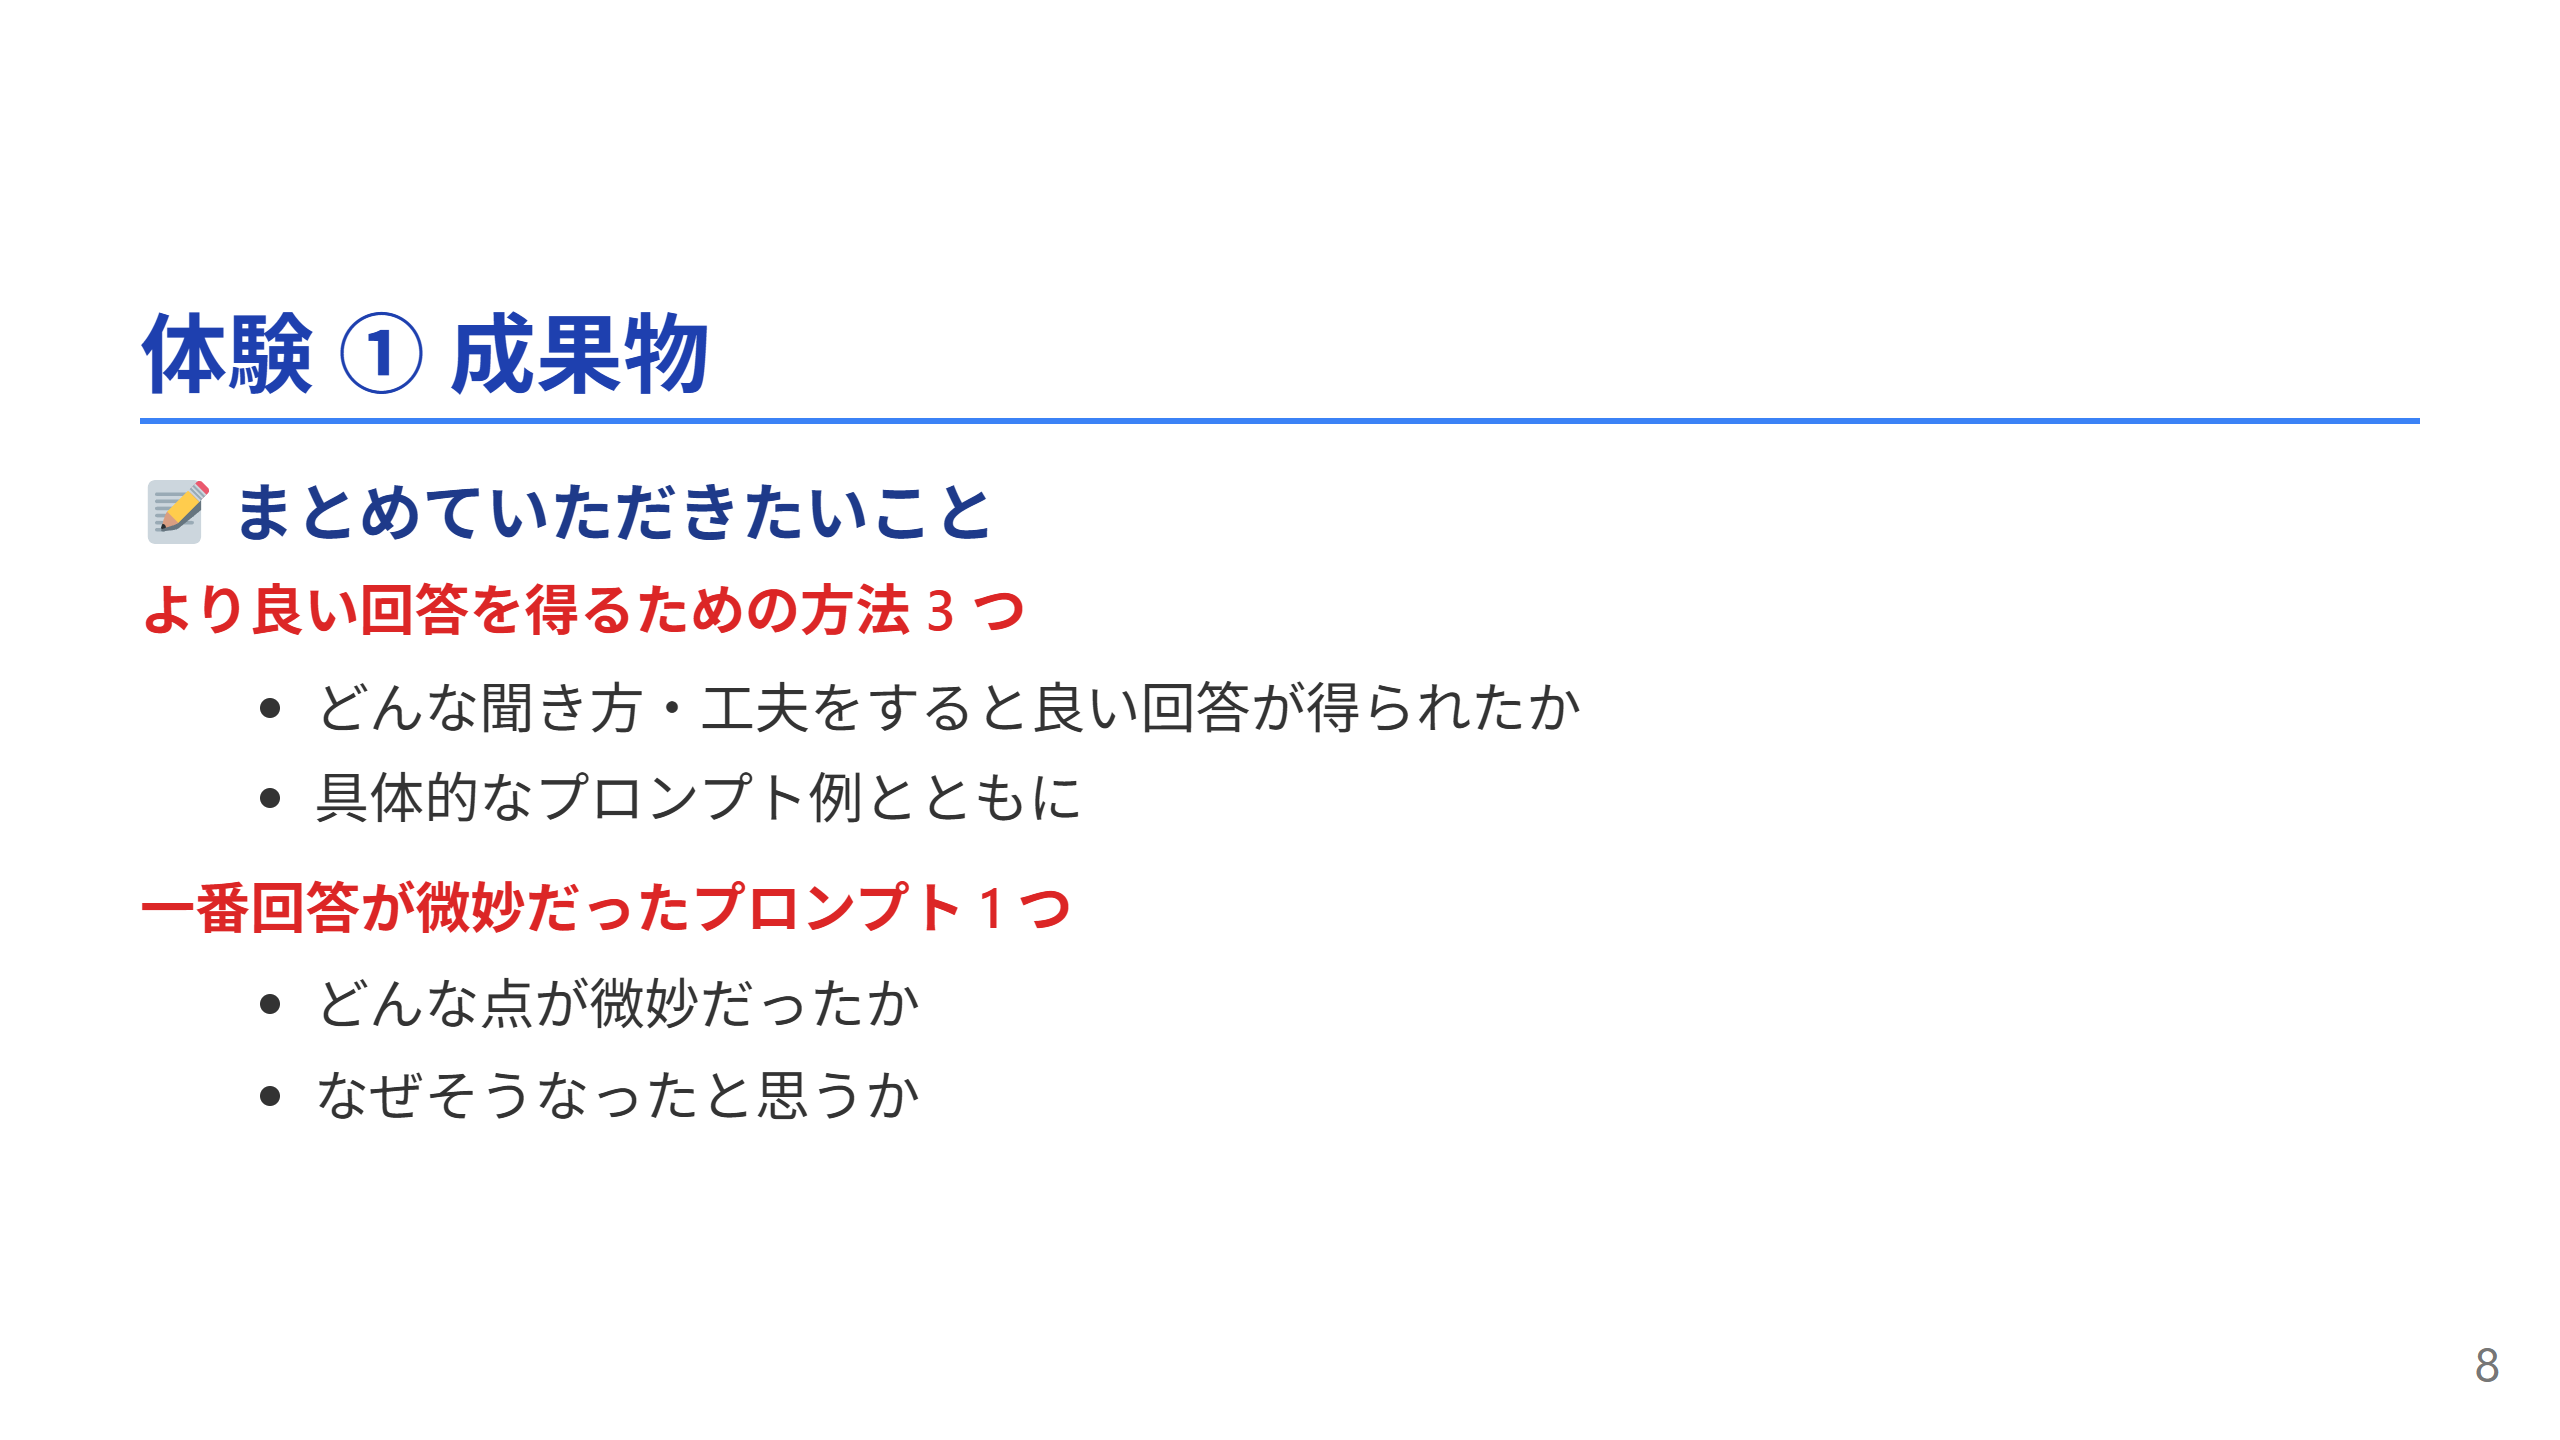 体験 ① 成果物
📝 まとめていただきたいこと
より良い回答を得るための方法 3 つ
• どんな聞き方・工夫をすると良い回答が得られたか
• 具体的なプロンプト例とともに
一番回答が微妙だったプロンプト 1 つ
• どんな点が微妙だったか
• なぜそうなったと思うか
8